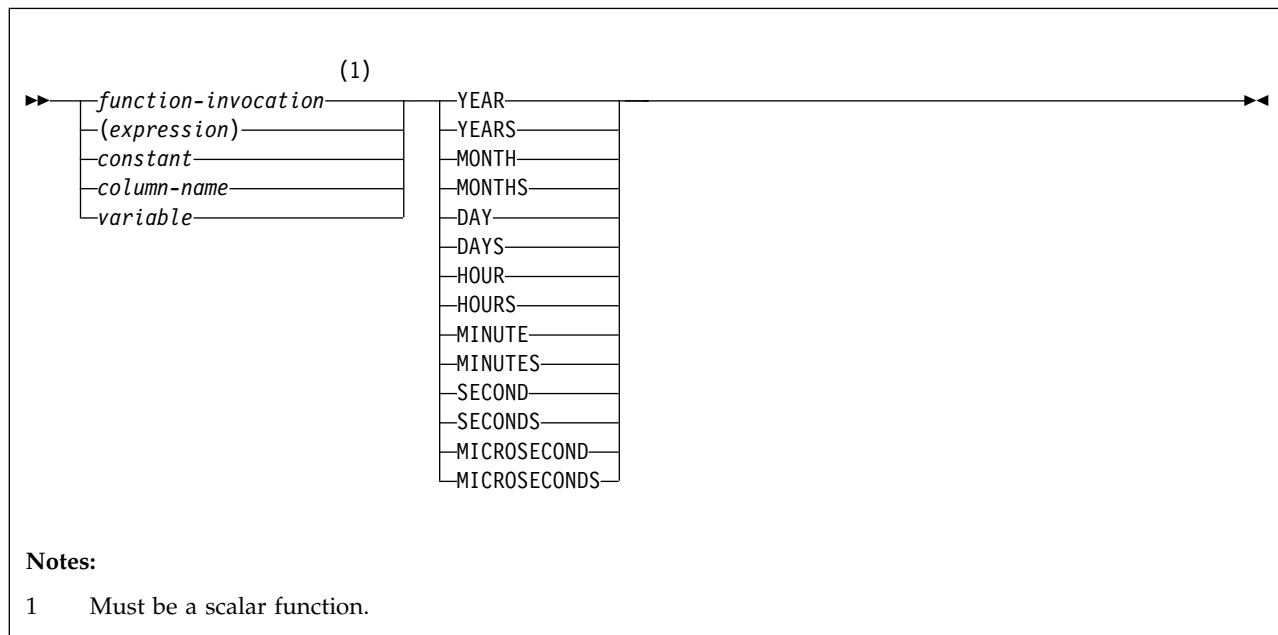 (1)
function-invocation YEAR
(expression) YEARS
constant MONTH
column-name MONTHS
variable DAY
DAYS
HOUR
HOURS
MINUTE
MINUTES
SECOND
SECONDS
MICROSECOND
MICROSECONDS
Notes:
1 Must be a scalar function.